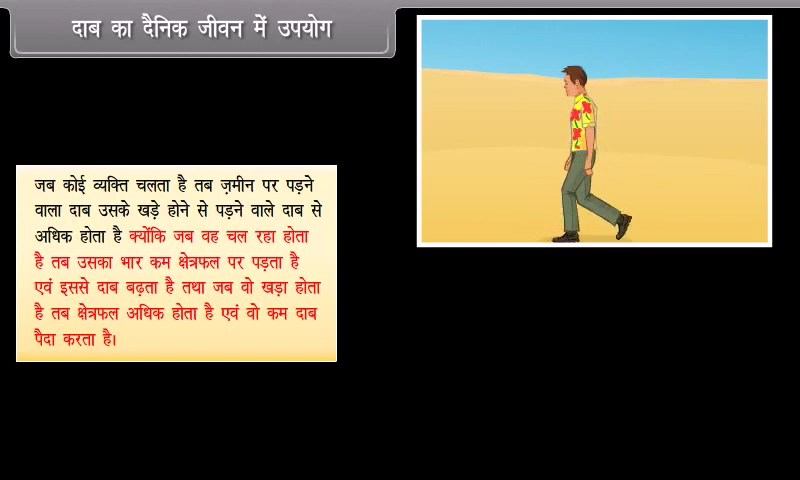 दाब का दैनिक जीवन में उपयोग
जब कोई व्यक्ति चलता है तब ज़मीन पर पड़ने
वाला दाब उसके खड़े होने से पड़ने वाले दाब से
अधिक होता है क्योंकि जब वह चल रहा होता
है तब उसका भार कम क्षेत्रफल पर पड़ता है
एवं इससे दाब बढ़ता है तथा जब वो खड़ा होता
है तब क्षेत्रफल अधिक होता है एवं वो कम दाब
पैदा करता है।